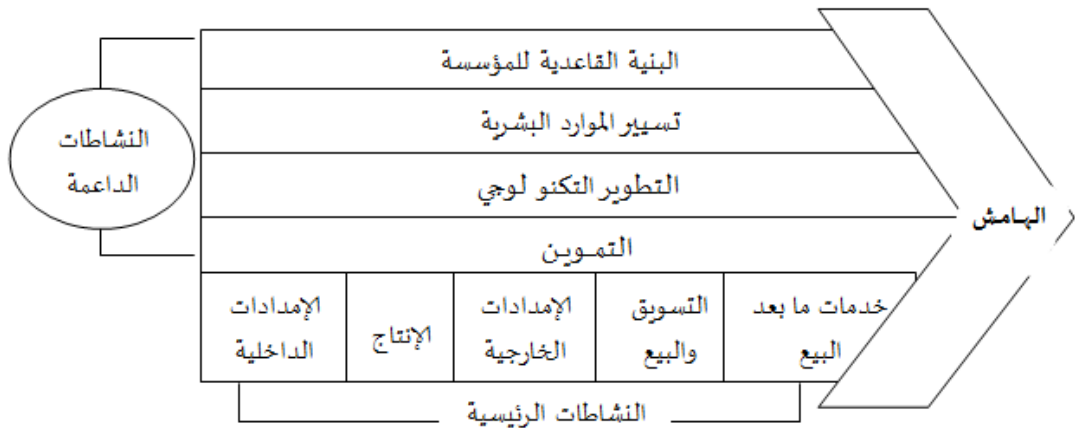 البنية القاعدية للمؤسسة
تسيير الموارد البشرية
التطوير التكنو لوجي
التموين
النشاطات
الداعمة
الهامش
الإمدادات
الداخلية
الإنتاج
الإمدادات
الخارجية
التسويق
والبيع
خدمات ما بعد
البيع
النشاطات الرئيسية